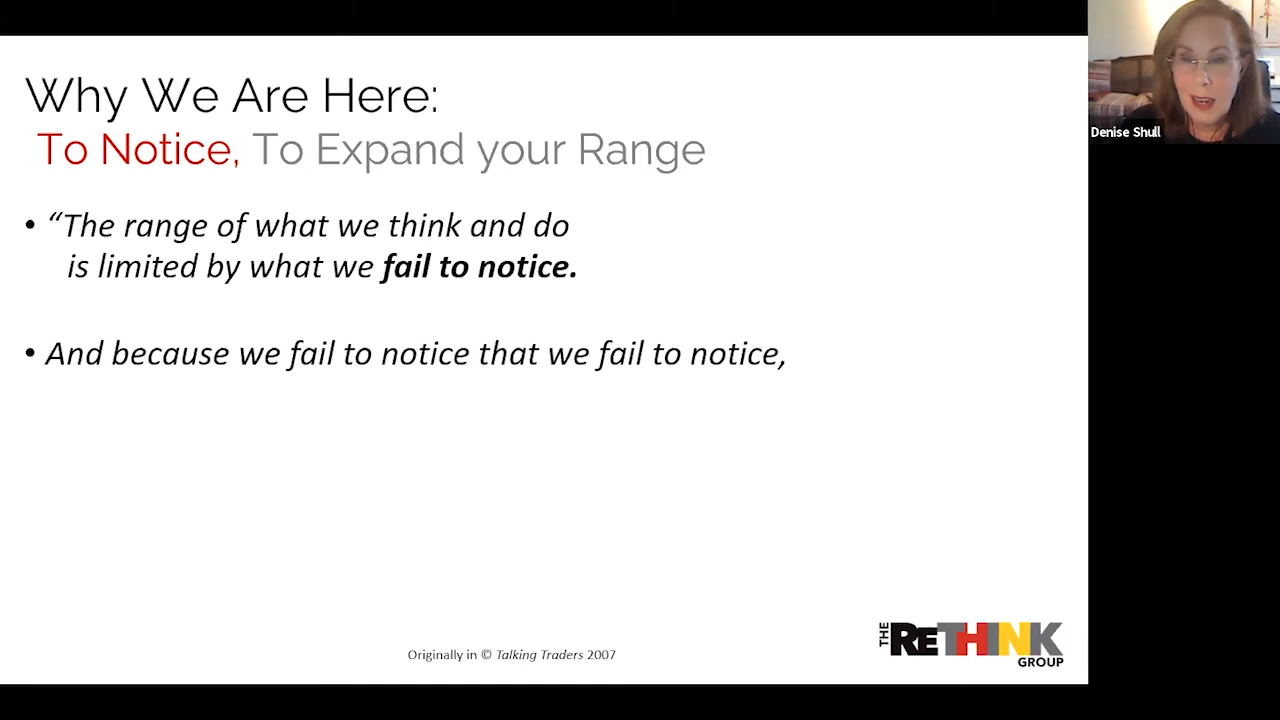 Why We Are Here:
To Notice, To Expand your Range
• “The range of what we think and do
is limited by what we fail to notice.
• And because we fail to notice that we fail to notice,
Originally in © Talking Traders 2007
THE RETHINK
GROUP
Denise Shull